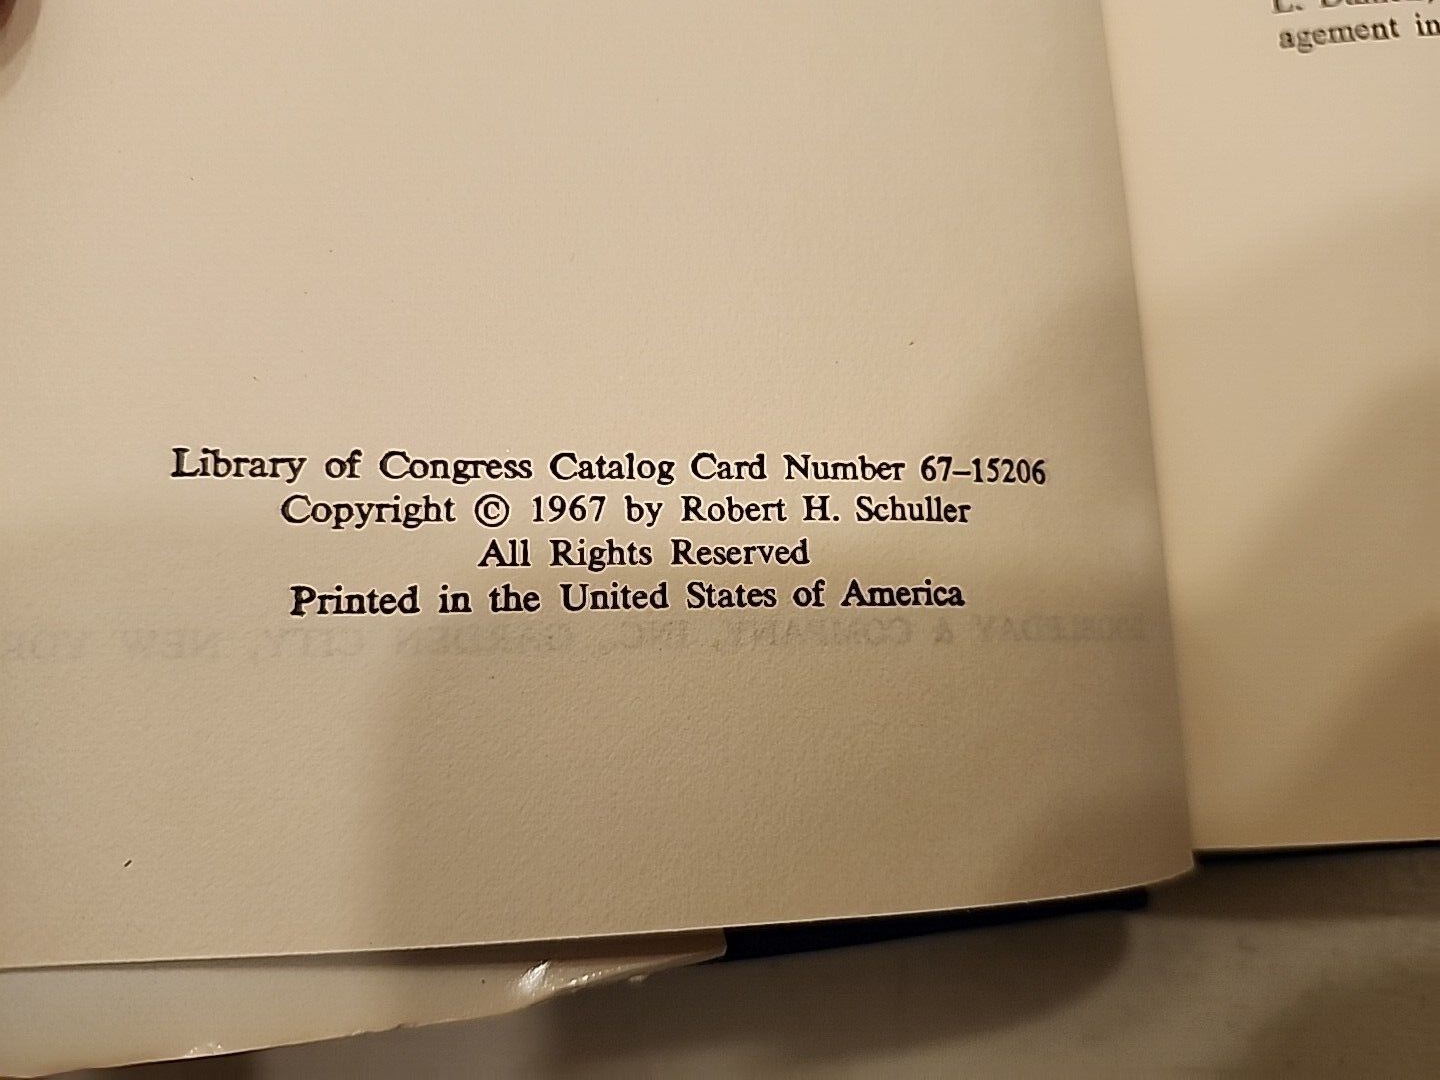 agement in
Library of Congress Catalog Card Number 67–15206
Copyright © 1967 by Robert H. Schuller
All Rights Reserved
Printed in the United States of America